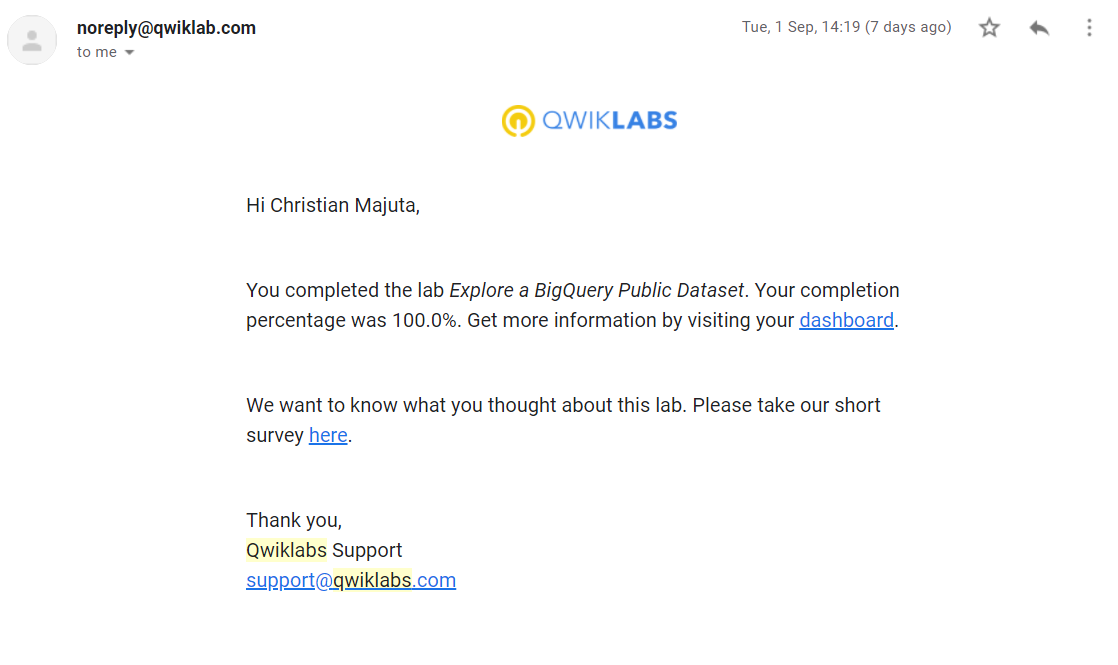 noreply@qwiklab.com
Tue, 1 Sep, 14:19 (7 days ago)
to me
QWIKLABS
Hi Christian Majuta,
You completed the lab Explore a BigQuery Public Dataset. Your completion
percentage was 100.0%. Get more information by visiting your dashboard.
We want to know what you thought about this lab. Please take our short
survey here.
Thank you,
Qwiklabs Support
support@qwiklabs.com